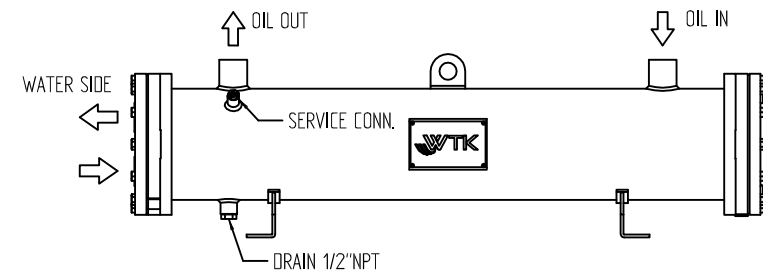 OIL OUT
OIL IN
WATER SIDE
SERVICE CONN.
WTK
DRAIN 1/2"NPT